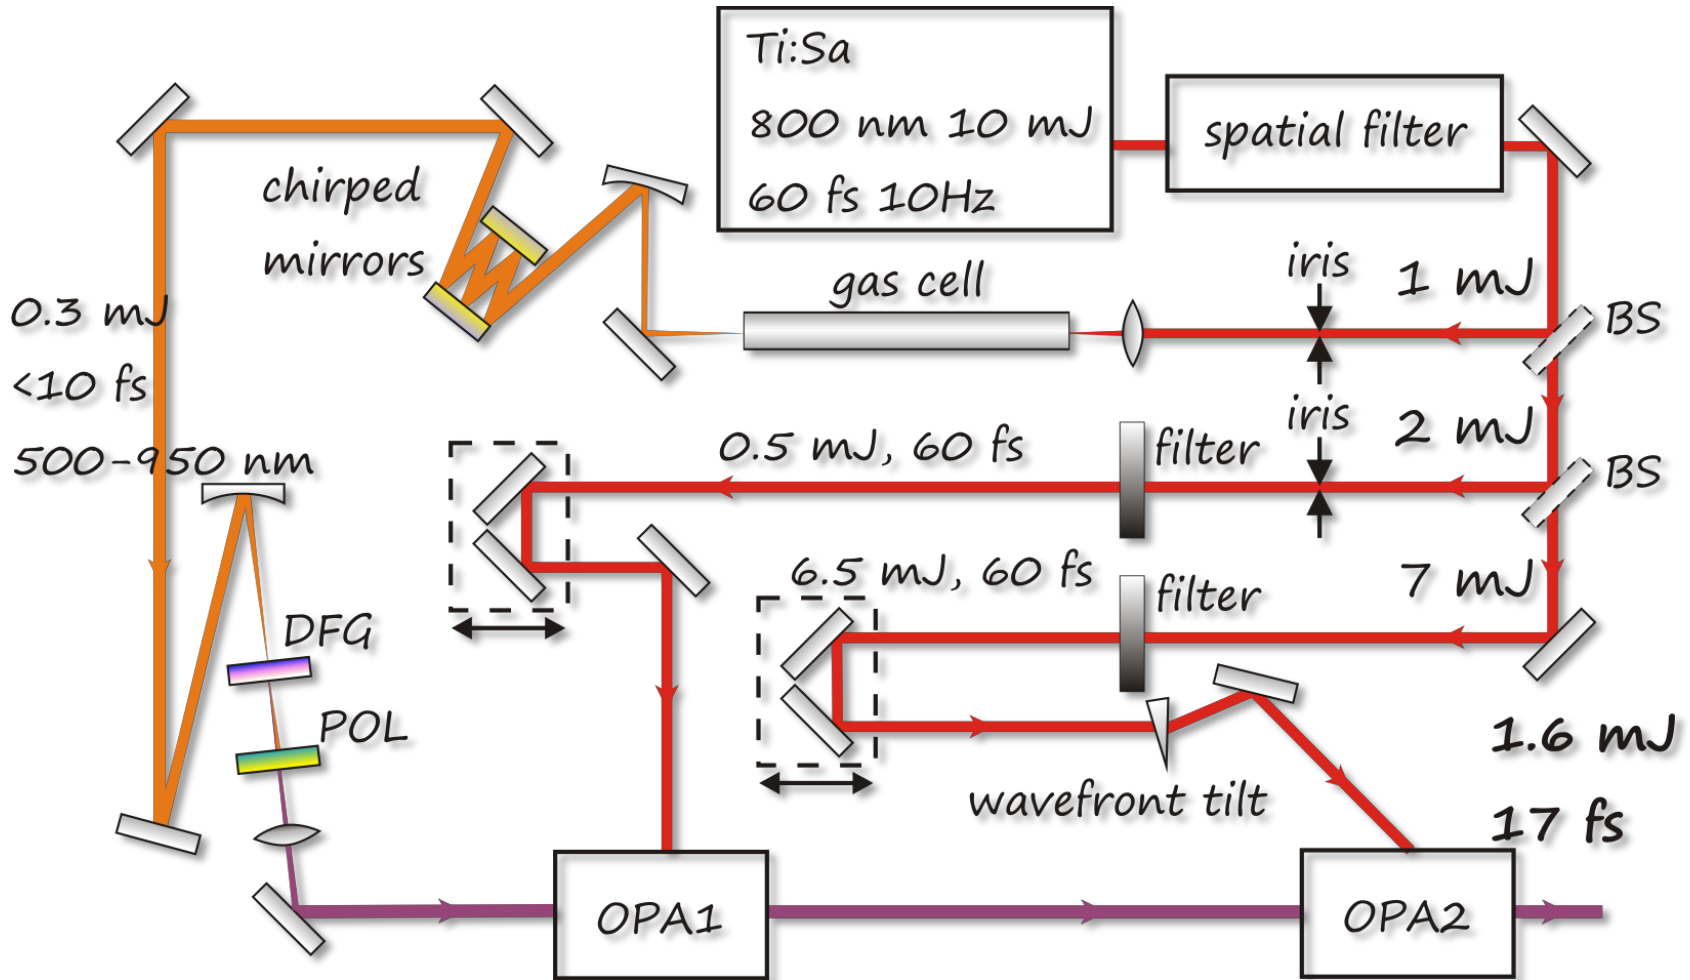 Ti:Sa
800 nm 10 mJ
60 fs 10Hz
spatial filter
chirped
mirrors
gas cell
iris
1 mJ
BS
0.3 mJ
<10 fs
500-950 nm
iris
2 mJ
BS
0.5 mJ, 60 fs
filter
6.5 mJ, 60 fs
filter
7 mJ
DFG
POL
wavefront tilt
1.6 mJ
17 fs
OPA1
OPA2